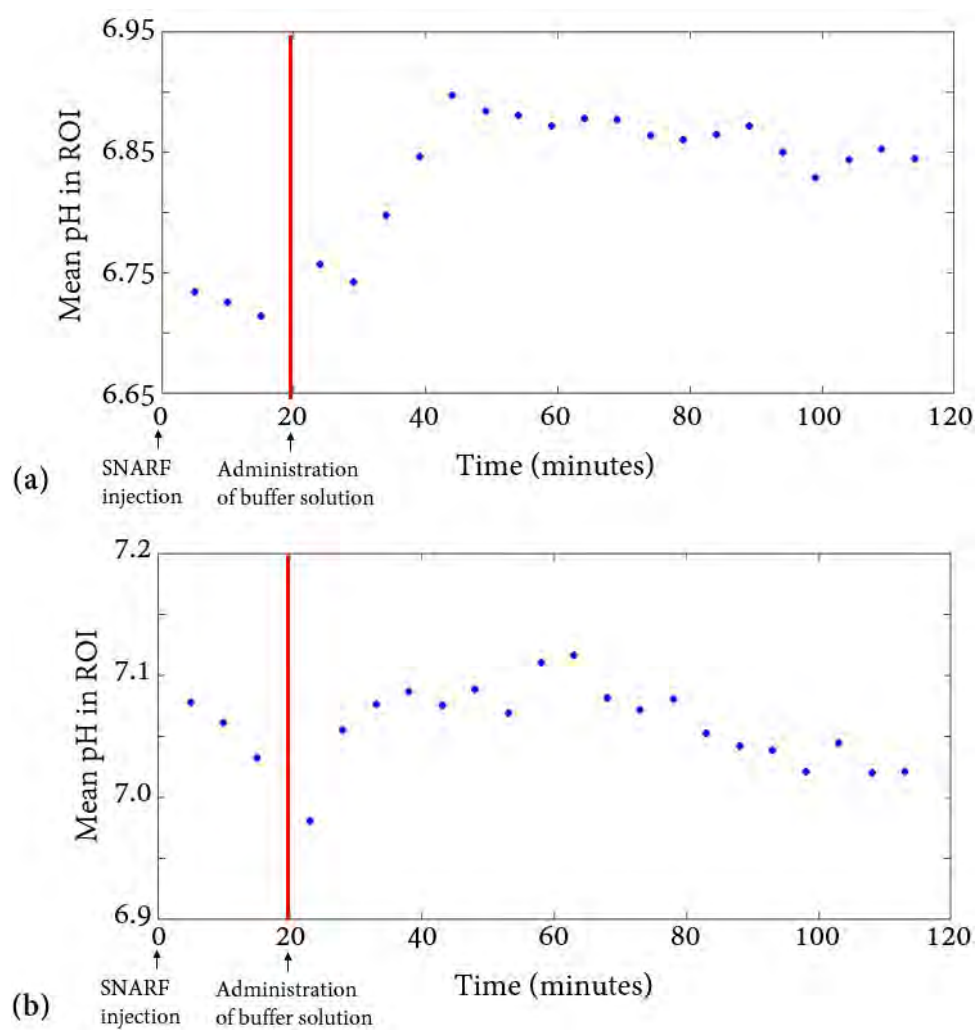 6.95
6.85
6.75
6.65
Mean pH in ROI
0 20 40 60 80 100 120
Time (minutes)
SNARF
injection
Administration
of buffer solution
(a)
7.2
7.1
7.0
6.9
Mean pH in ROI
0 20 40 60 80 100 120
Time (minutes)
SNARF
injection
Administration
of buffer solution
(b)